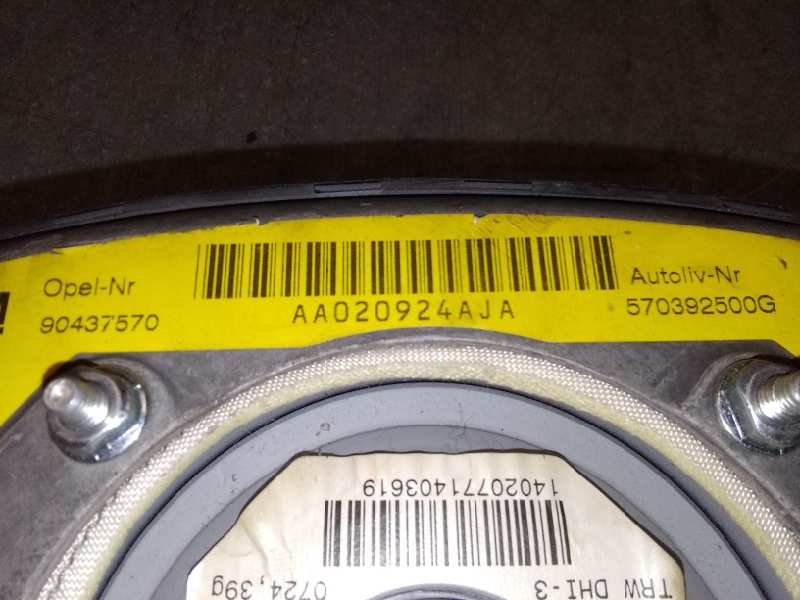 Opel-Nr
90437570
AA020924AJA
Autoliv-Nr
570392500G
14020771403619
TRW DHI-3
0724,39g